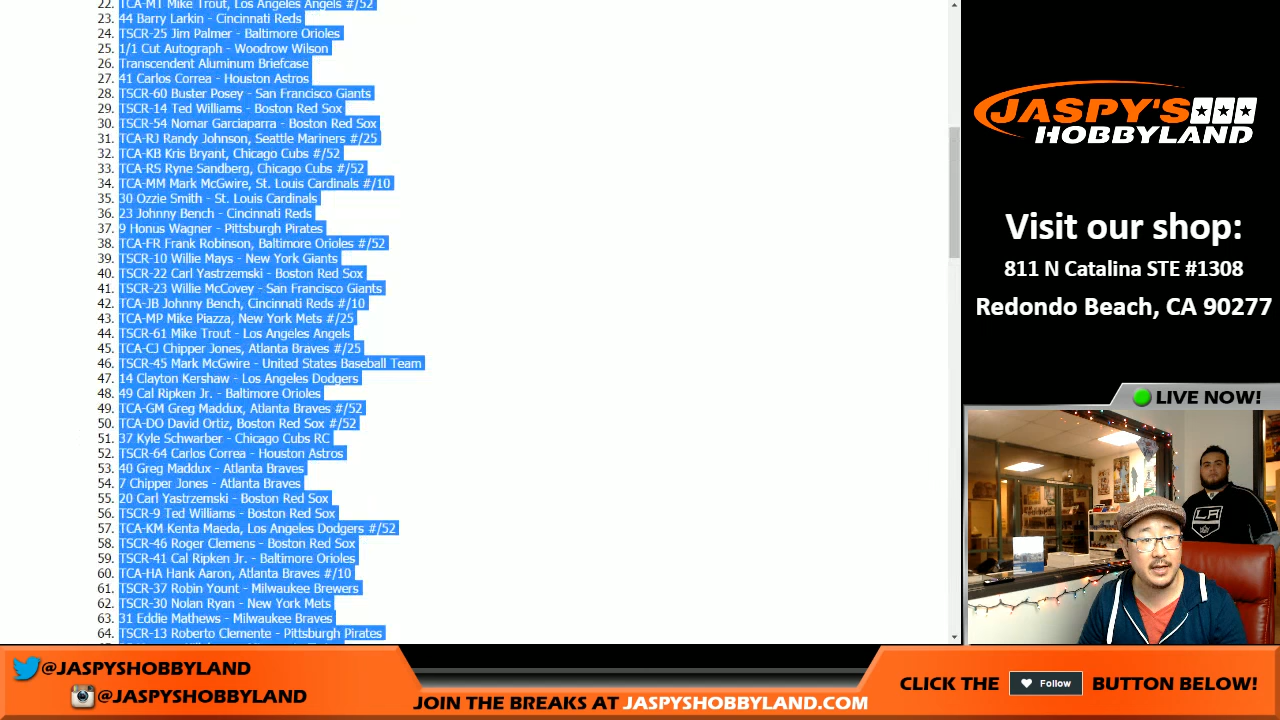 22. TCA-MT Mike Trout, Los Angeles Angels #/52
23. 44 Barry Larkin - Cincinnati Reds
24. TSCR-25 Jim Palmer - Baltimore Orioles
25. 1/1 Cut Autograph - Woodrow Wilson
26. Transcendent Aluminum Briefcase
27. 41 Carlos Correa - Houston Astros
28. TSCR-60 Buster Posey - San Francisco Giants
29. TSCR-14 Ted Williams - Boston Red Sox
30. TSCR-54 Nomar Garciaparra - Boston Red Sox
31. TCA-RJ Randy Johnson, Seattle Mariners #/25
32. TCA-KB Kris Bryant, Chicago Cubs #/52
33. TCA-RS Ryne Sandberg, Chicago Cubs #/52
34. TCA-MM Mark McGwire, St. Louis Cardinals #/10
35. 30 Ozzie Smith - St. Louis Cardinals
36. 23 Johnny Bench - Cincinnati Reds
37. 9 Honus Wagner - Pittsburgh Pirates
38. TCA-FR Frank Robinson, Baltimore Orioles #/52
39. TSCR-10 Willie Mays - New York Giants
40. TSCR-22 Carl Yastrzemski - Boston Red Sox
41. TSCR-23 Willie McCovey - San Francisco Giants
42. TCA-JB Johnny Bench, Cincinnati Reds #/10
43. TCA-MP Mike Piazza, New York Mets #/25
44. TSCR-61 Mike Trout - Los Angeles Angels
45. TCA-CJ Chipper Jones, Atlanta Braves #/25
46. TSCR-45 Mark McGwire - United States Baseball Team
47. 14 Clayton Kershaw - Los Angeles Dodgers
48. 49 Cal Ripken Jr. - Baltimore Orioles
49. TCA-GM Greg Maddux, Atlanta Braves #/52
50. TCA-DO David Ortiz, Boston Red Sox #/52
51. 37 Kyle Schwarber - Chicago Cubs RC
52. TSCR-64 Carlos Correa - Houston Astros
53. 40 Greg Maddux - Atlanta Braves
54. 7 Chipper Jones - Atlanta Braves
55. 20 Carl Yastrzemski - Boston Red Sox
56. TSCR-9 Ted Williams - Boston Red Sox
57. TCA-KM Kenta Maeda, Los Angeles Dodgers #/52
58. TSCR-46 Roger Clemens - Boston Red Sox
59. TSCR-41 Cal Ripken Jr. - Baltimore Orioles
60. TCA-HA Hank Aaron, Atlanta Braves #/10
61. TSCR-37 Robin Yount - Milwaukee Brewers
62. TSCR-30 Nolan Ryan - New York Mets
63. 31 Eddie Mathews - Milwaukee Braves
64. TSCR-13 Roberto Clemente - Pittsburgh Pirates
JASPY'S
HOBBYLAND
Visit our shop:
811 N Catalina STE #1308
Redondo Beach, CA 90277
LIVE NOW!
LA
@JASPYSHOBBYLAND
@JASPYSHOBBYLAND
JOIN THE BREAKS AT JASPYSHOBBYLAND.COM
CLICK THE Follow BUTTON BELOW!